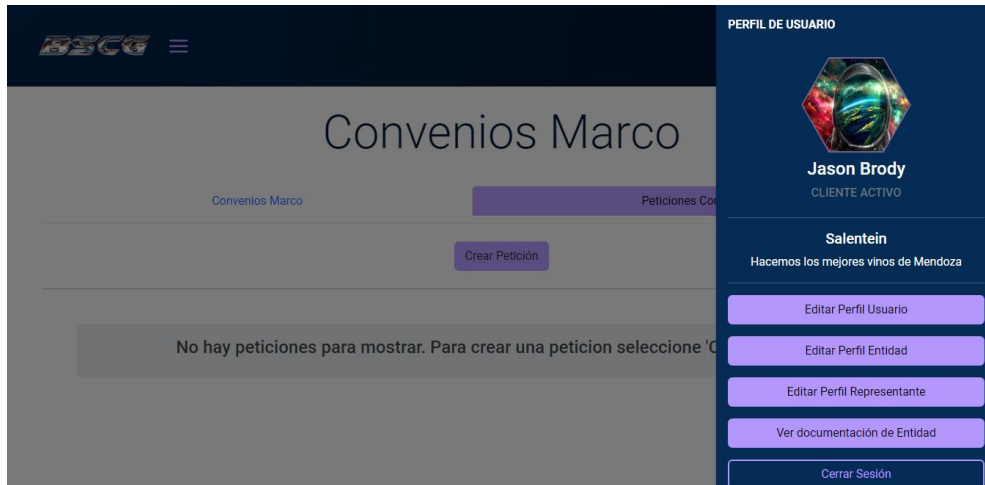 BSCG
Convenios Marco
Convenios Marco
Peticiones Co
Crear Petición
No hay peticiones para mostrar. Para crear una peticion seleccione 'C
PERFIL DE USUARIO
Jason Brody
CLIENTE ACTIVO
Salentein
Hacemos los mejores vinos de Mendoza
Editar Perfil Usuario
Editar Perfil Entidad
Editar Perfil Representante
Ver documentación de Entidad
Cerrar Sesión